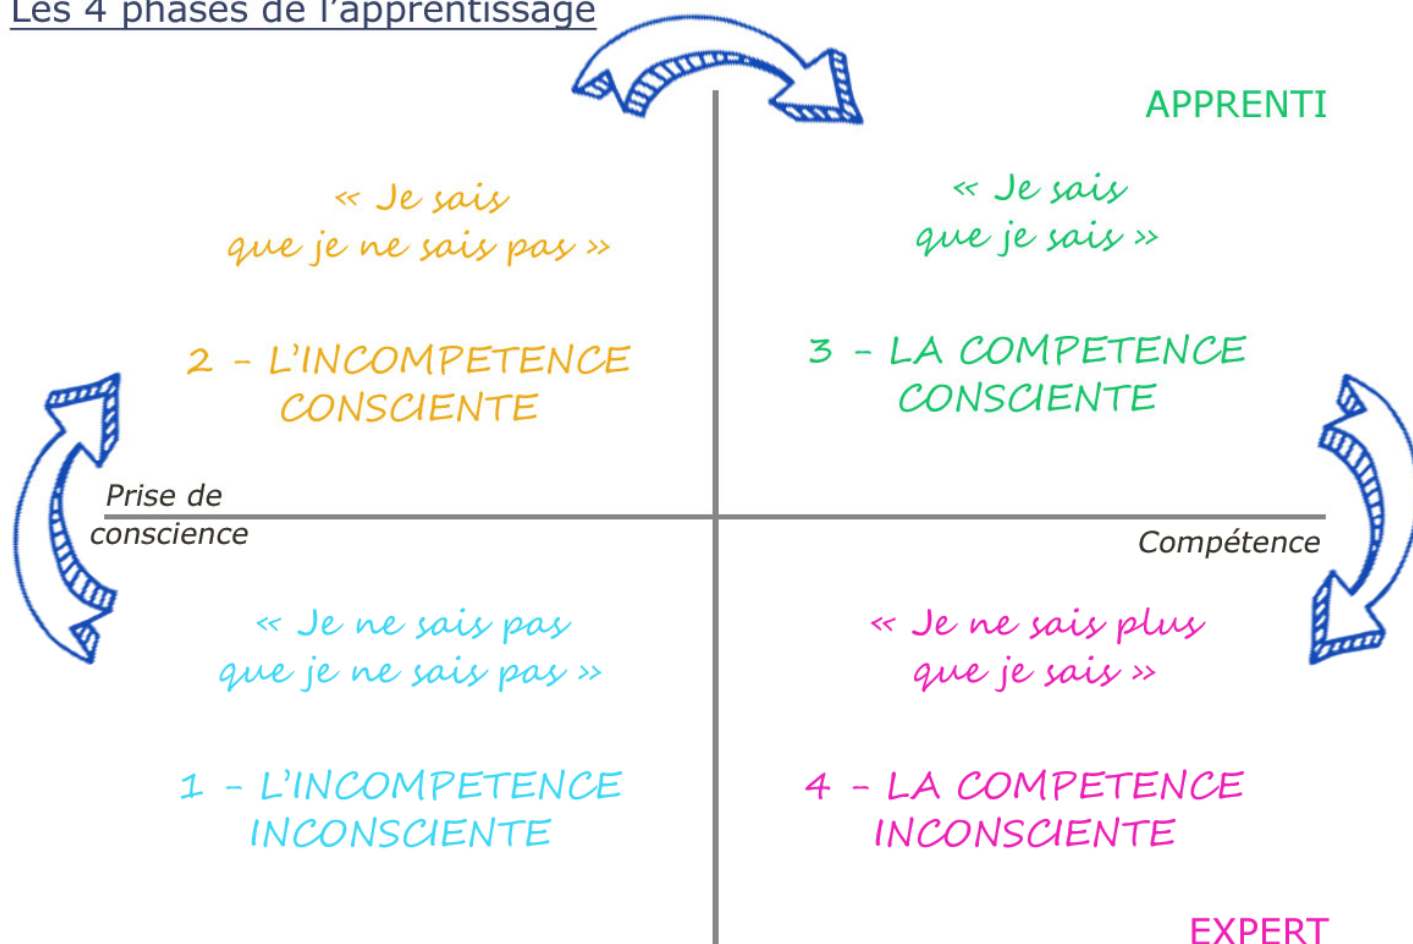 Les 4 phases de l'apprentissage
APPRENTI
« Je sais
que je ne sais pas »
2 - L'INCOMPETENCE
CONSCIENTE
« Je sais
que je sais »
3 - LA COMPETENCE
CONSCIENTE
Prise de
conscience
Compétence
« Je ne sais pas
que je ne sais pas »
1 - L'INCOMPETENCE
INCONSCIENTE
« Je ne sais plus
que je sais »
4 - LA COMPETENCE
INCONSCIENTE
EXPERT